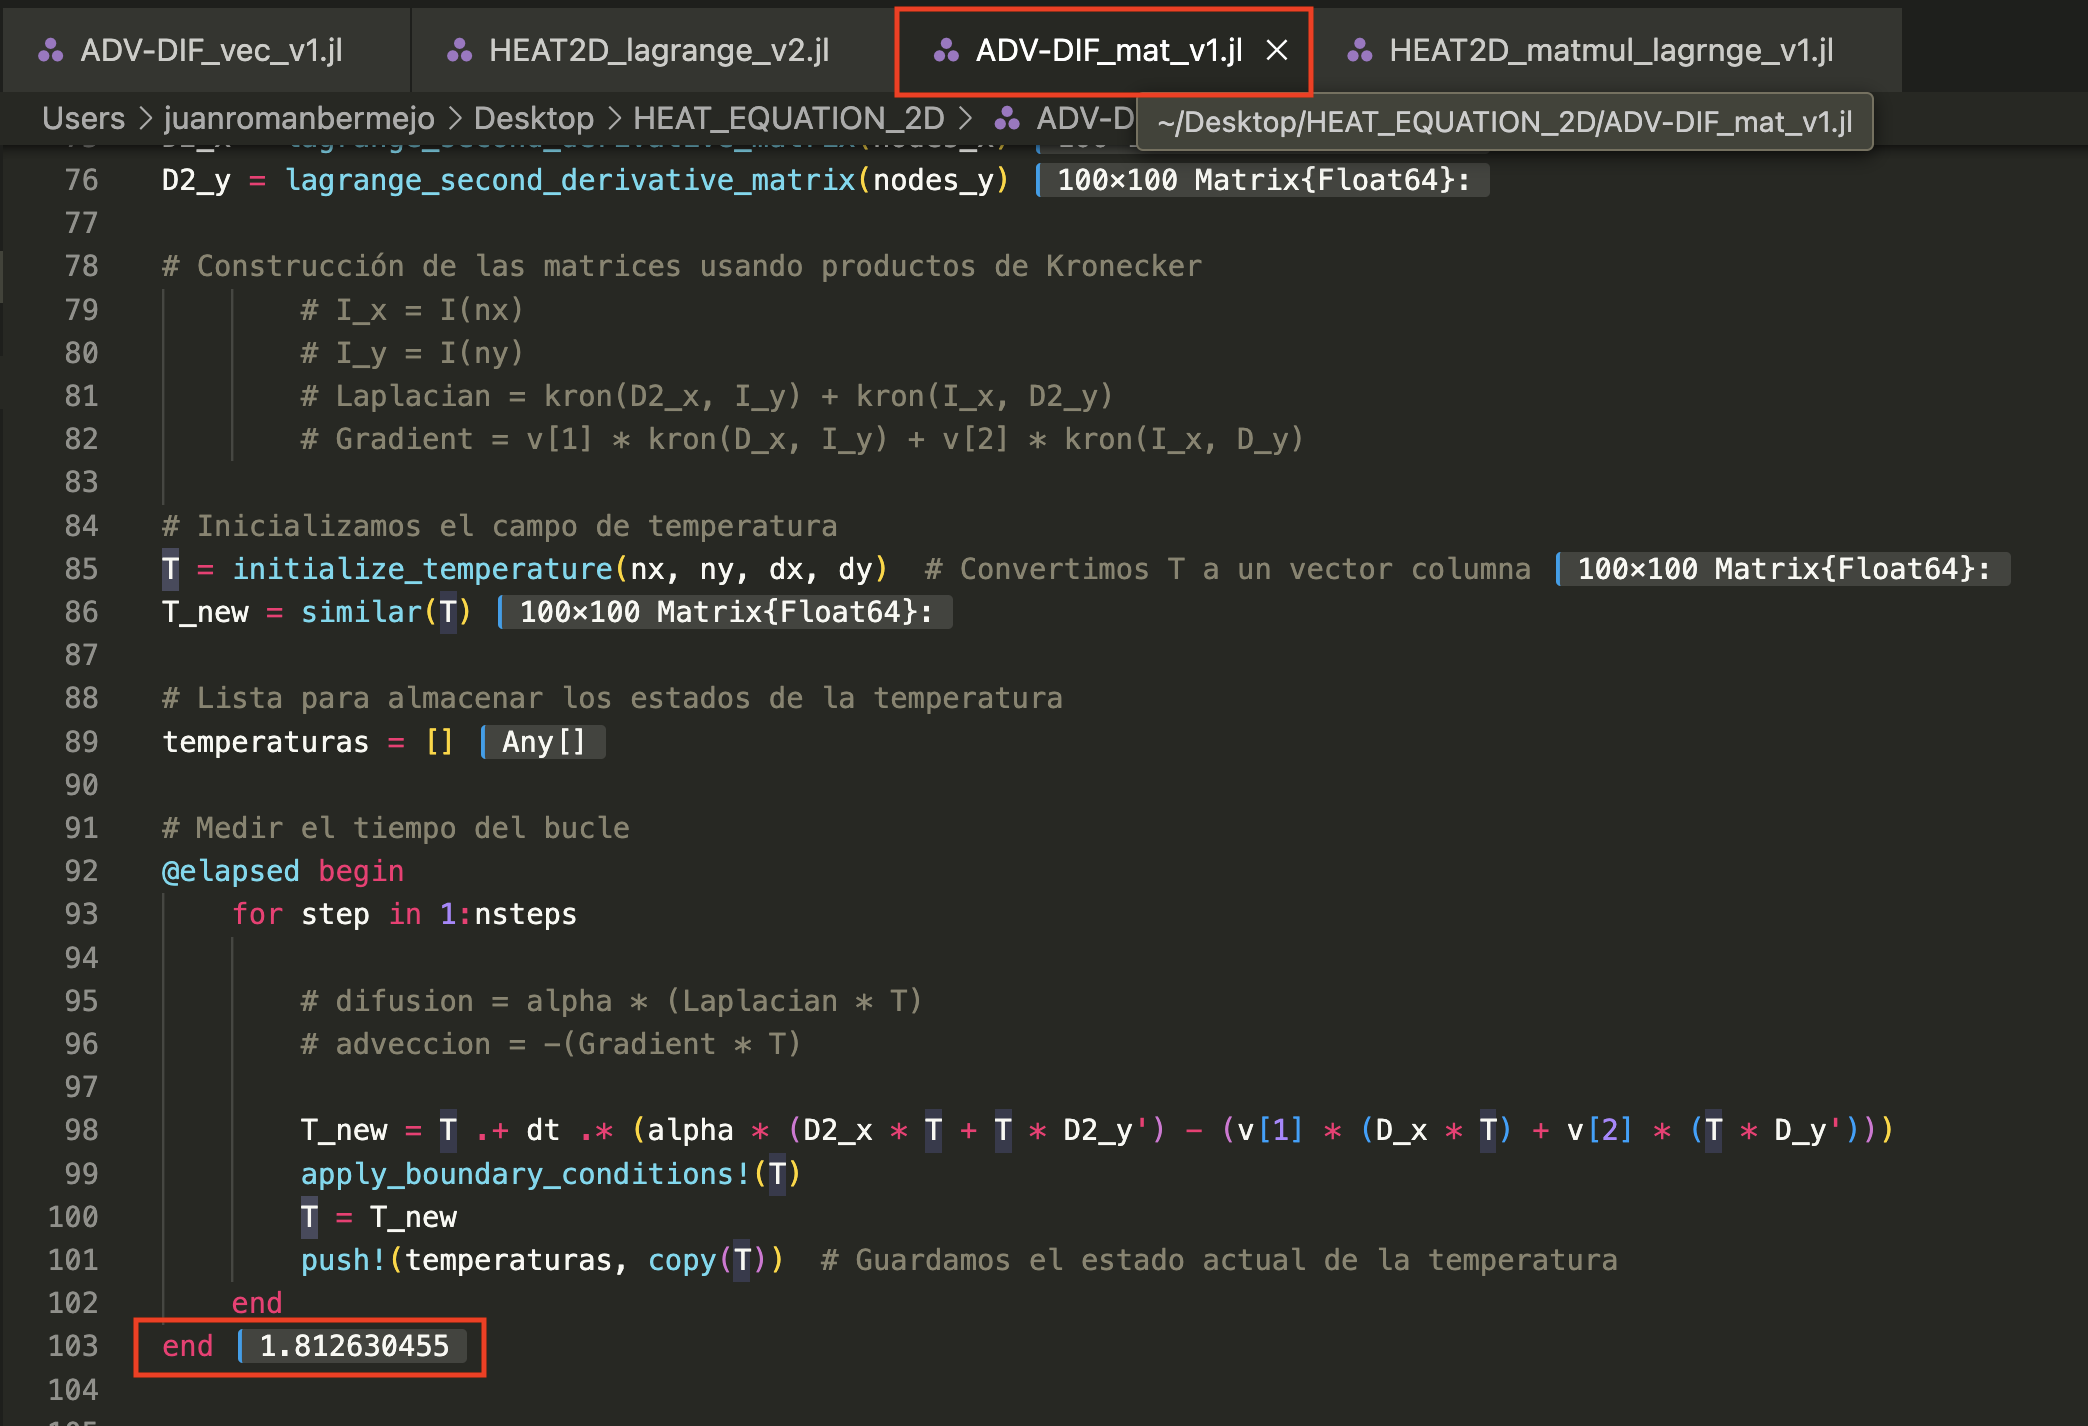 ADV-DIF_vec_v1.jl HEAT2D_lagrange_v2.jl ADV-DIF_mat_v1.jl × HEAT2D_matmul_lagrnge_v1.jl
Users > juanromanbermejo > Desktop > HEAT_EQUATION_2D > ADV-D
~/Desktop/HEAT_EQUATION_2D/ADV-DIF_mat_v1.jl
76 D2_y = lagrange_second_derivative_matrix(nodes_y) 100×100 Matrix{Float64}:
77
78 # Construcción de las matrices usando productos de Kronecker
79 # I_x = I(nx)
80 # I_y = I(ny)
81 # Laplacian = kron(D2_x, I_y) + kron(I_x, D2_y)
82 # Gradient = v[1] * kron(D_x, I_y) + v[2] * kron(I_x, D_y)
83
84 # Inicializamos el campo de temperatura
85 T = initialize_temperature(nx, ny, dx, dy) # Convertimos T a un vector columna 100×100 Matrix{Float64}:
86 T_new = similar(T) 100×100 Matrix{Float64}:
87
88 # Lista para almacenar los estados de la temperatura
89 temperaturas = [] Any[]
90
91 # Medir el tiempo del bucle
92 @elapsed begin
93 for step in 1:nsteps
94
95 # difusion = alpha * (Laplacian * T)
96 # adveccion = -(Gradient * T)
97
98 T_new = T .+ dt .* (alpha * (D2_x * T + T * D2_y') - (v[1] * (D_x * T) + v[2] * (T * D_y')))
99 apply_boundary_conditions!(T)
100 T = T_new
101 push!(temperaturas, copy(T)) # Guardamos el estado actual de la temperatura
102 end
103 end 1.812630455
104